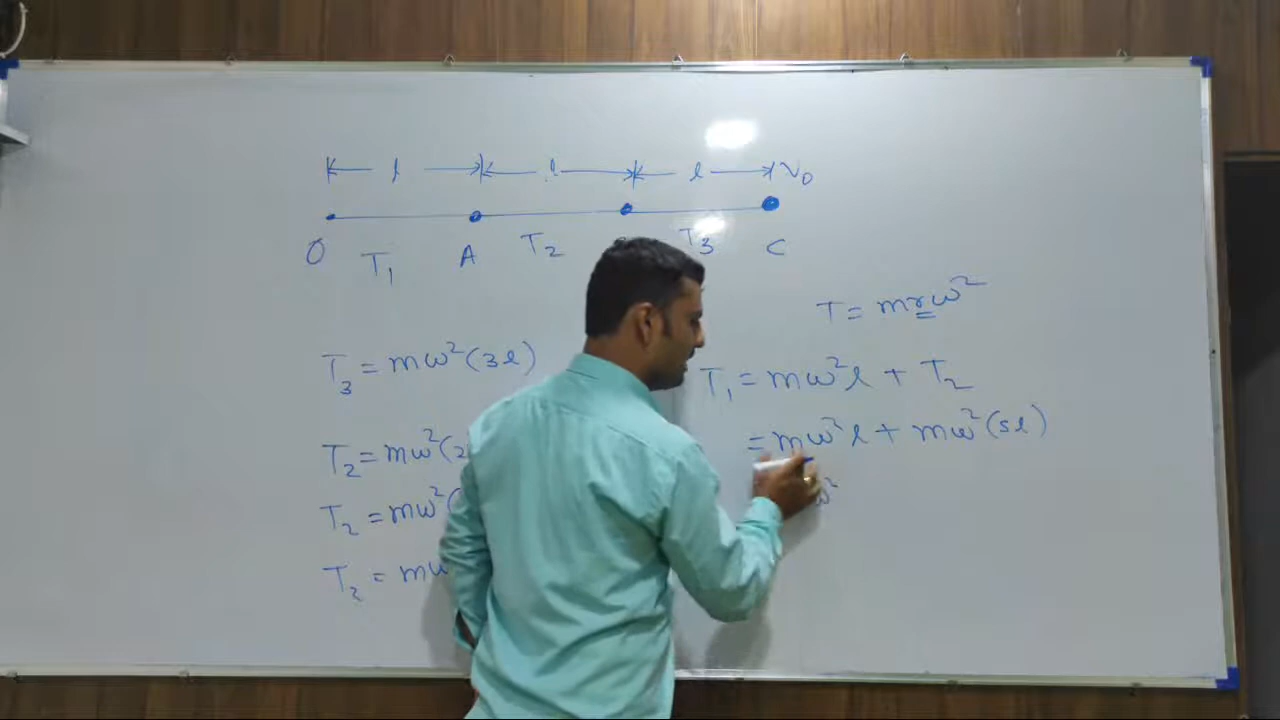 l l l V₀
O T₁ A T₂ T₃ C
T = mrω²
T₃ = mω²(3l)
T₁ = mω²l + T₂
= mω²l + mω²(5l)
T₂ = mω²(2
T₂ = mω²(
ω²
T₂ = mω